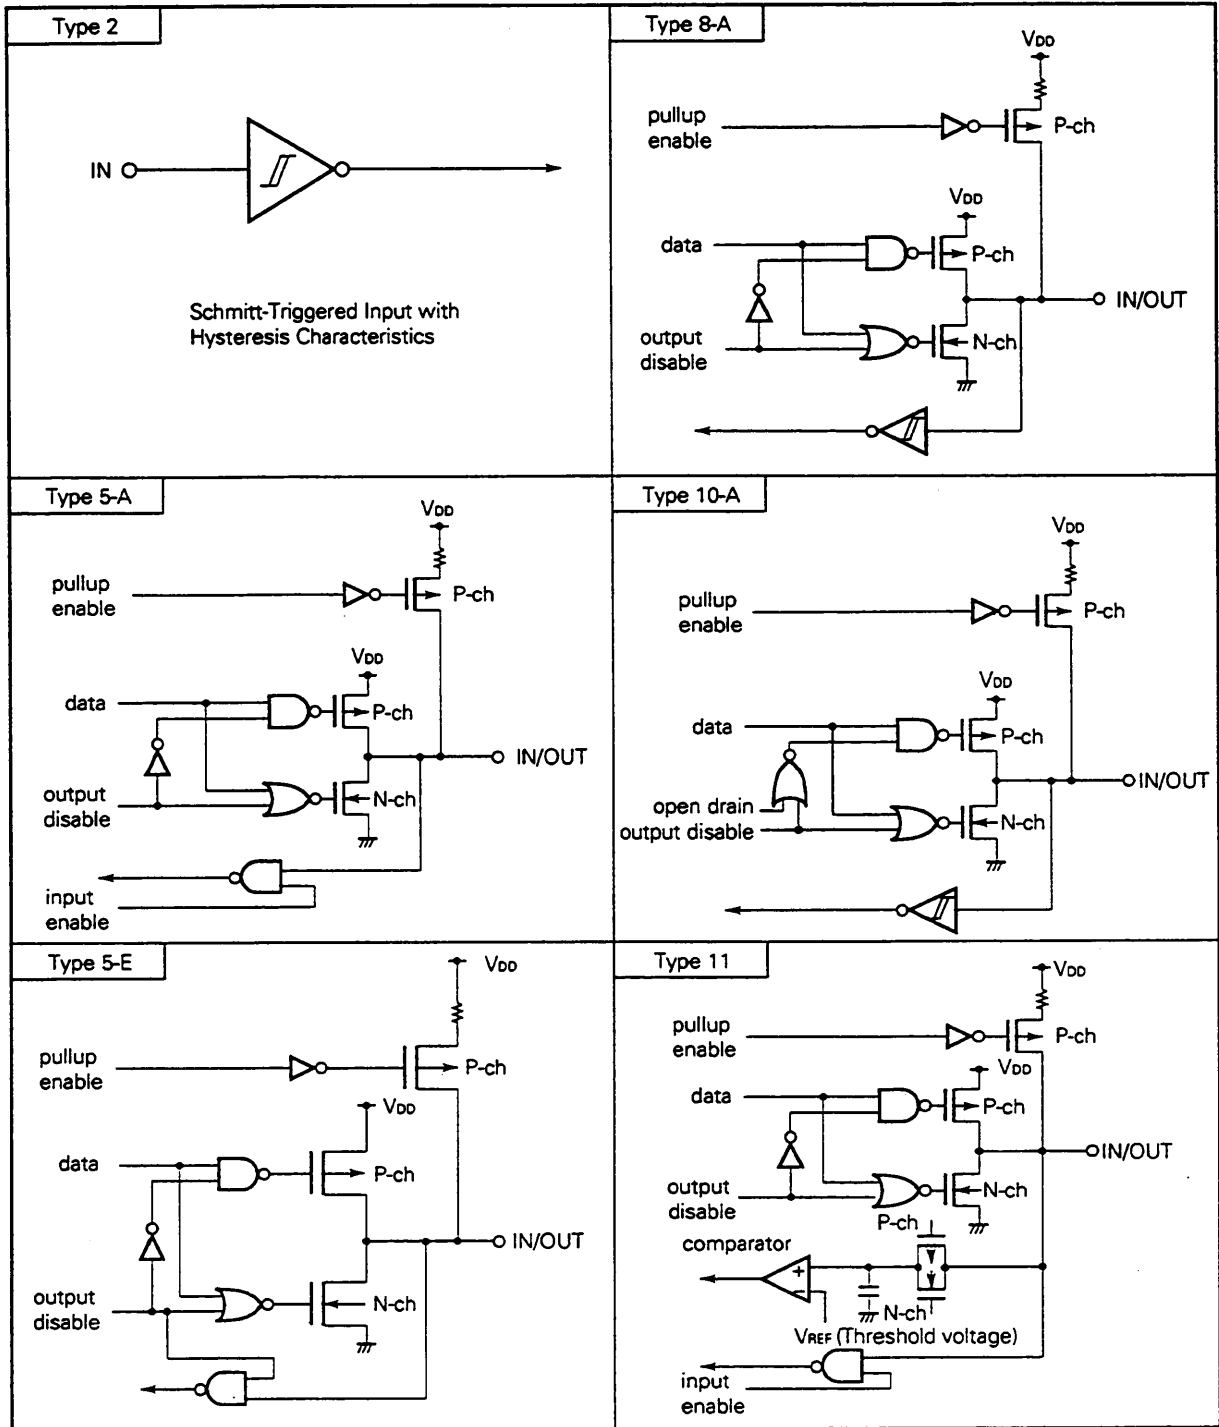 Type 2
IN
Schmitt-Triggered Input with
Hysteresis Characteristics
Type 8-A
VDD
pullup
enable
P-ch
VDD
data
P-ch
IN/OUT
output
disable
N-ch
Type 5-A
VDD
pullup
enable
P-ch
VDD
data
P-ch
IN/OUT
output
disable
N-ch
input
enable
Type 10-A
VDD
pullup
enable
P-ch
VDD
data
P-ch
IN/OUT
open drain
output disable
N-ch
Type 5-E
VDD
pullup
enable
P-ch
VDD
data
P-ch
IN/OUT
output
disable
N-ch
Type 11
VDD
pullup
enable
P-ch
VDD
data
P-ch
IN/OUT
output
disable
N-ch
P-ch
comparator
+
−
N-ch
VREF (Threshold voltage)
input
enable